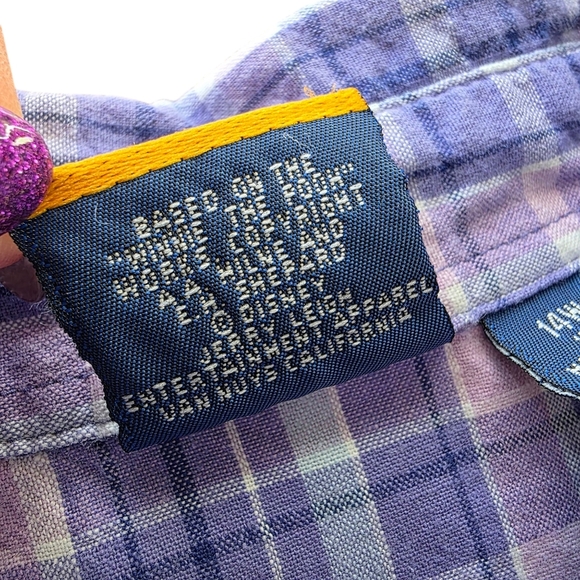 BASED ON THE
"WINNIE THE POOH"
WORKS COPYRIGHT
A.A. MILNE AND
E.H. SHEPARD
© DISNEY
JERRY LEIGH
ENTERTAINMENT APPAREL
VAN NUYS CALIFORNIA
14W